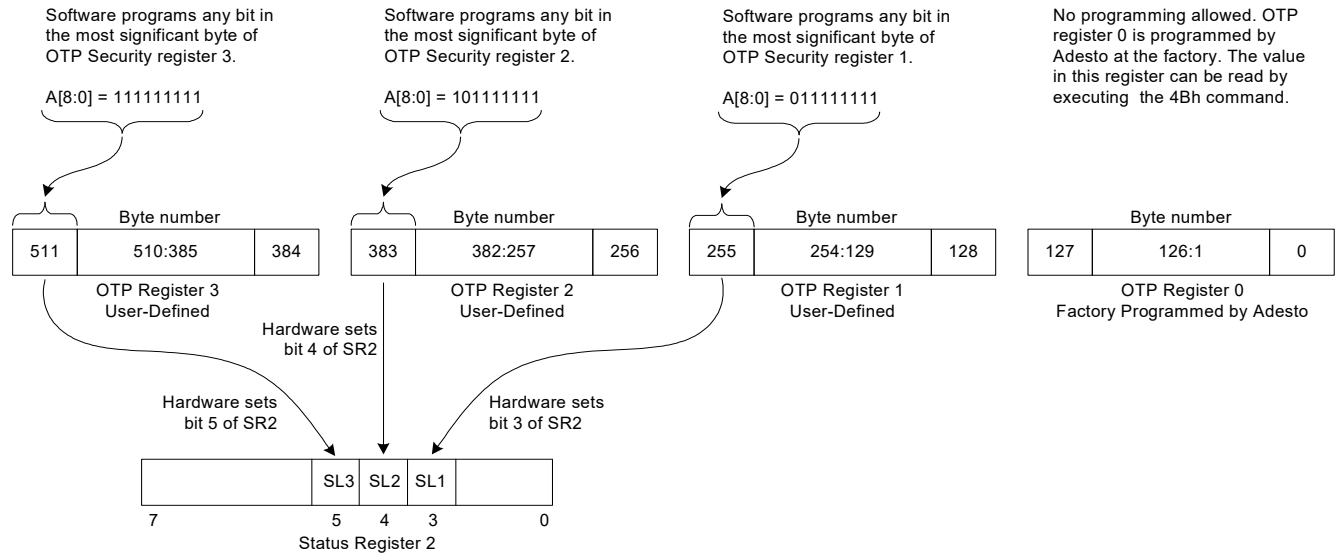 Software programs any bit in
the most significant byte of
OTP Security register 3.
A[8:0] = 111111111
Software programs any bit in
the most significant byte of
OTP Security register 2.
A[8:0] = 101111111
Software programs any bit in
the most significant byte of
OTP Security register 1.
A[8:0] = 011111111
No programming allowed. OTP
register 0 is programmed by
Adesto at the factory. The value
in this register can be read by
executing the 4Bh command.
Byte number
511 510:385 384
OTP Register 3
User-Defined
Byte number
383 382:257 256
OTP Register 2
User-Defined
Byte number
255 254:129 128
OTP Register 1
User-Defined
Byte number
127 126:1 0
OTP Register 0
Factory Programmed by Adesto
Hardware sets
bit 4 of SR2
Hardware sets
bit 5 of SR2
Hardware sets
bit 3 of SR2
SL3 SL2 SL1
7 5 4 3 0
Status Register 2